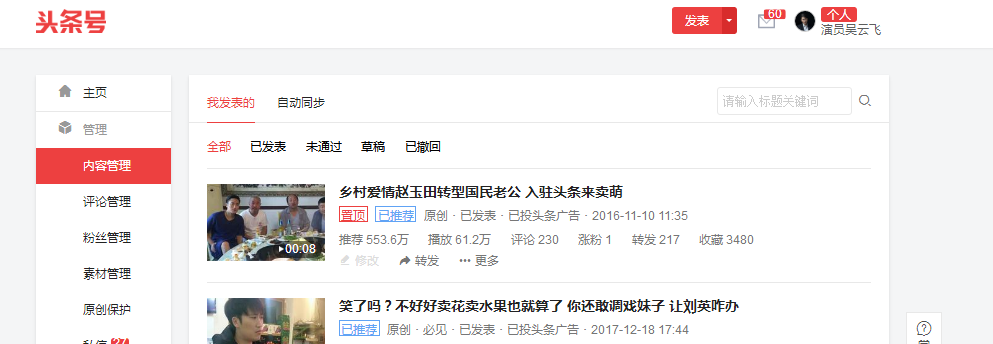 头条号
发表
60
个人
演员吴云飞
主页
管理
内容管理
评论管理
粉丝管理
素材管理
原创保护
私信 27
我发表的 自动同步
请输入标题关键词
全部 已发表 未通过 草稿 已撤回
00:08
乡村爱情赵玉田转型国民老公 入驻头条来卖萌
置顶 已推荐 原创 · 已发表 · 已投头条广告 · 2016-11-10 11:35
推荐 553.6万 播放 61.2万 评论 230 涨粉 1 转发 217 收藏 3480
修改 转发 更多
笑了吗？不好好卖花卖水果也就算了 你还敢调戏妹子 让刘英咋办
已推荐 原创 · 必见 · 已发表 · 已投头条广告 · 2017-12-18 17:44